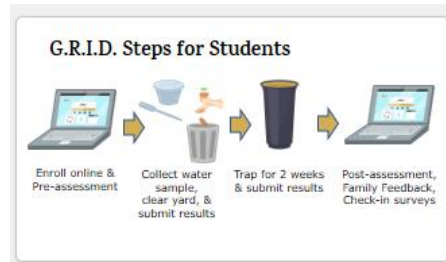 G.R.I.D. Steps for Students
Enroll online &
Pre-assessment
Collect water
sample,
clear yard, &
submit results
Trap for 2 weeks
& submit results
Post-assessment,
Family Feedback,
Check-in surveys